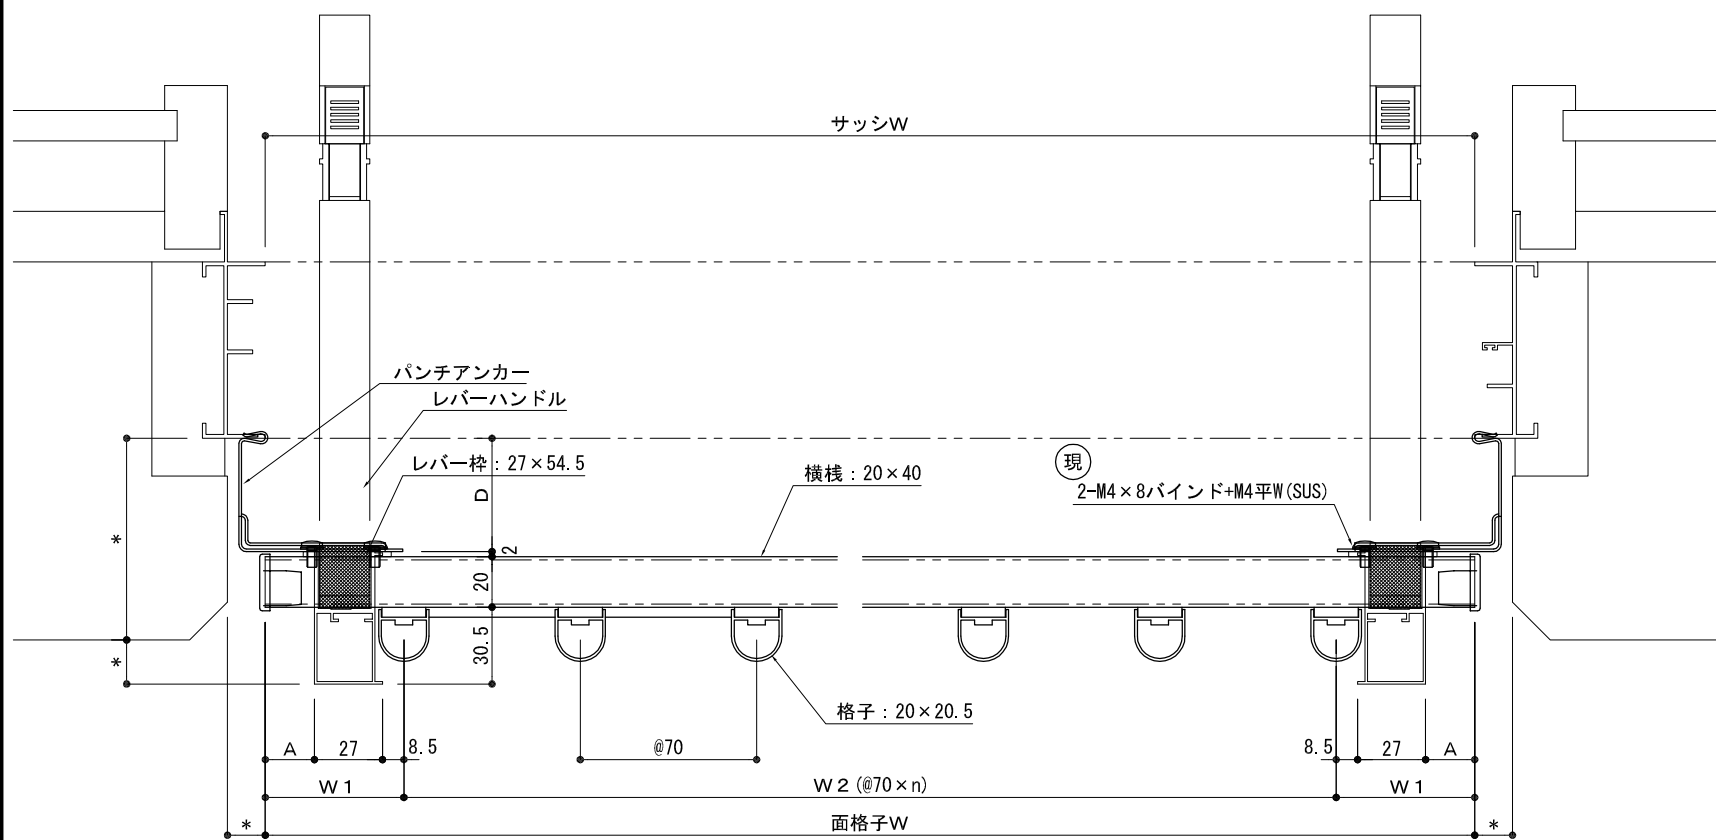 サッシW
パンチアンカー
レバーハンドル
レバー枠：27×54.5
D
横桟：20×40
現
2-M4×8バインド+M4平W(SUS)
*
2
20
*
30.5
格子：20×20.5
A
27
8.5
@70
8.5
27
A
W1
W2 (@70×n)
W1
*
面格子W
*